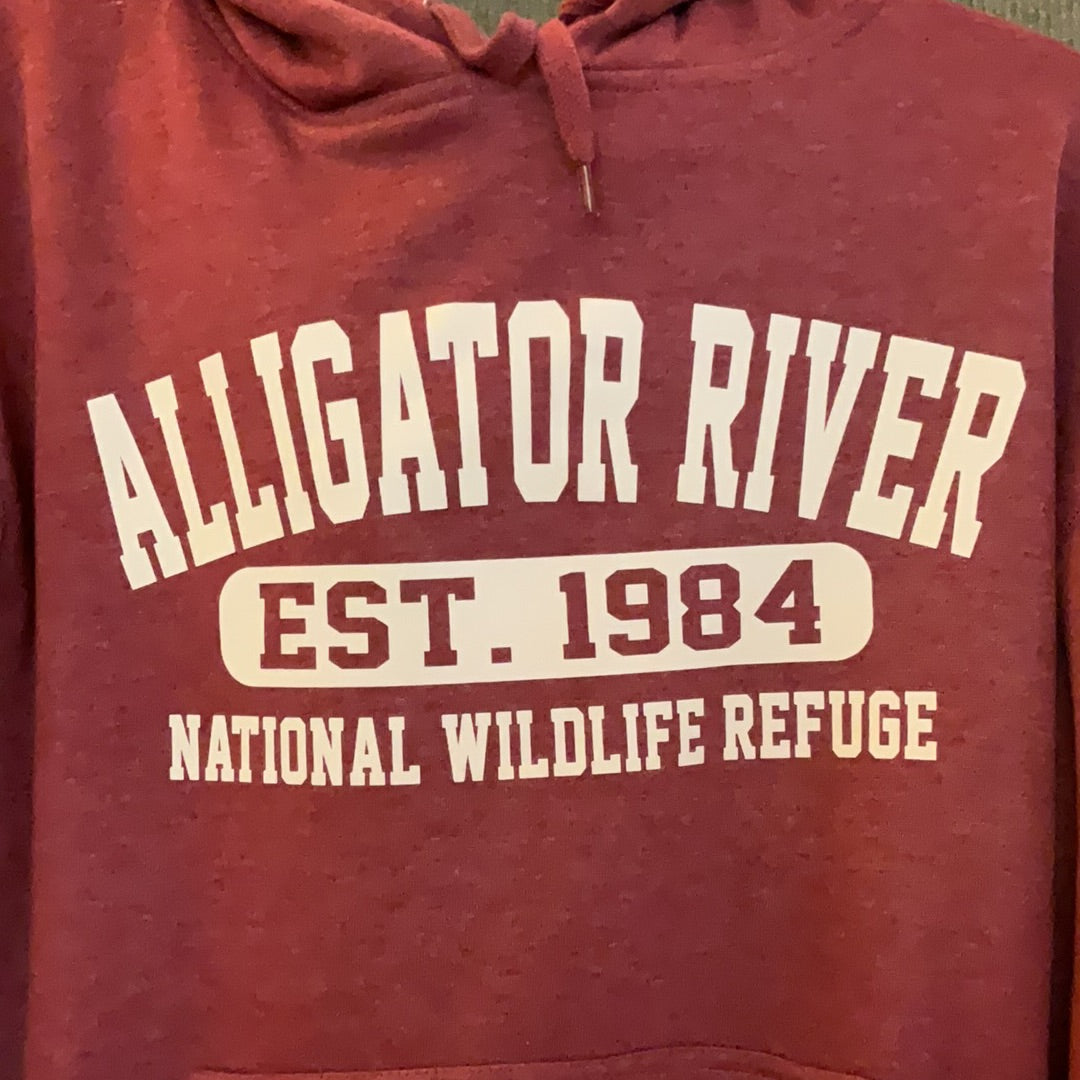 ALLIGATOR RIVER
EST. 1984
NATIONAL WILDLIFE REFUGE